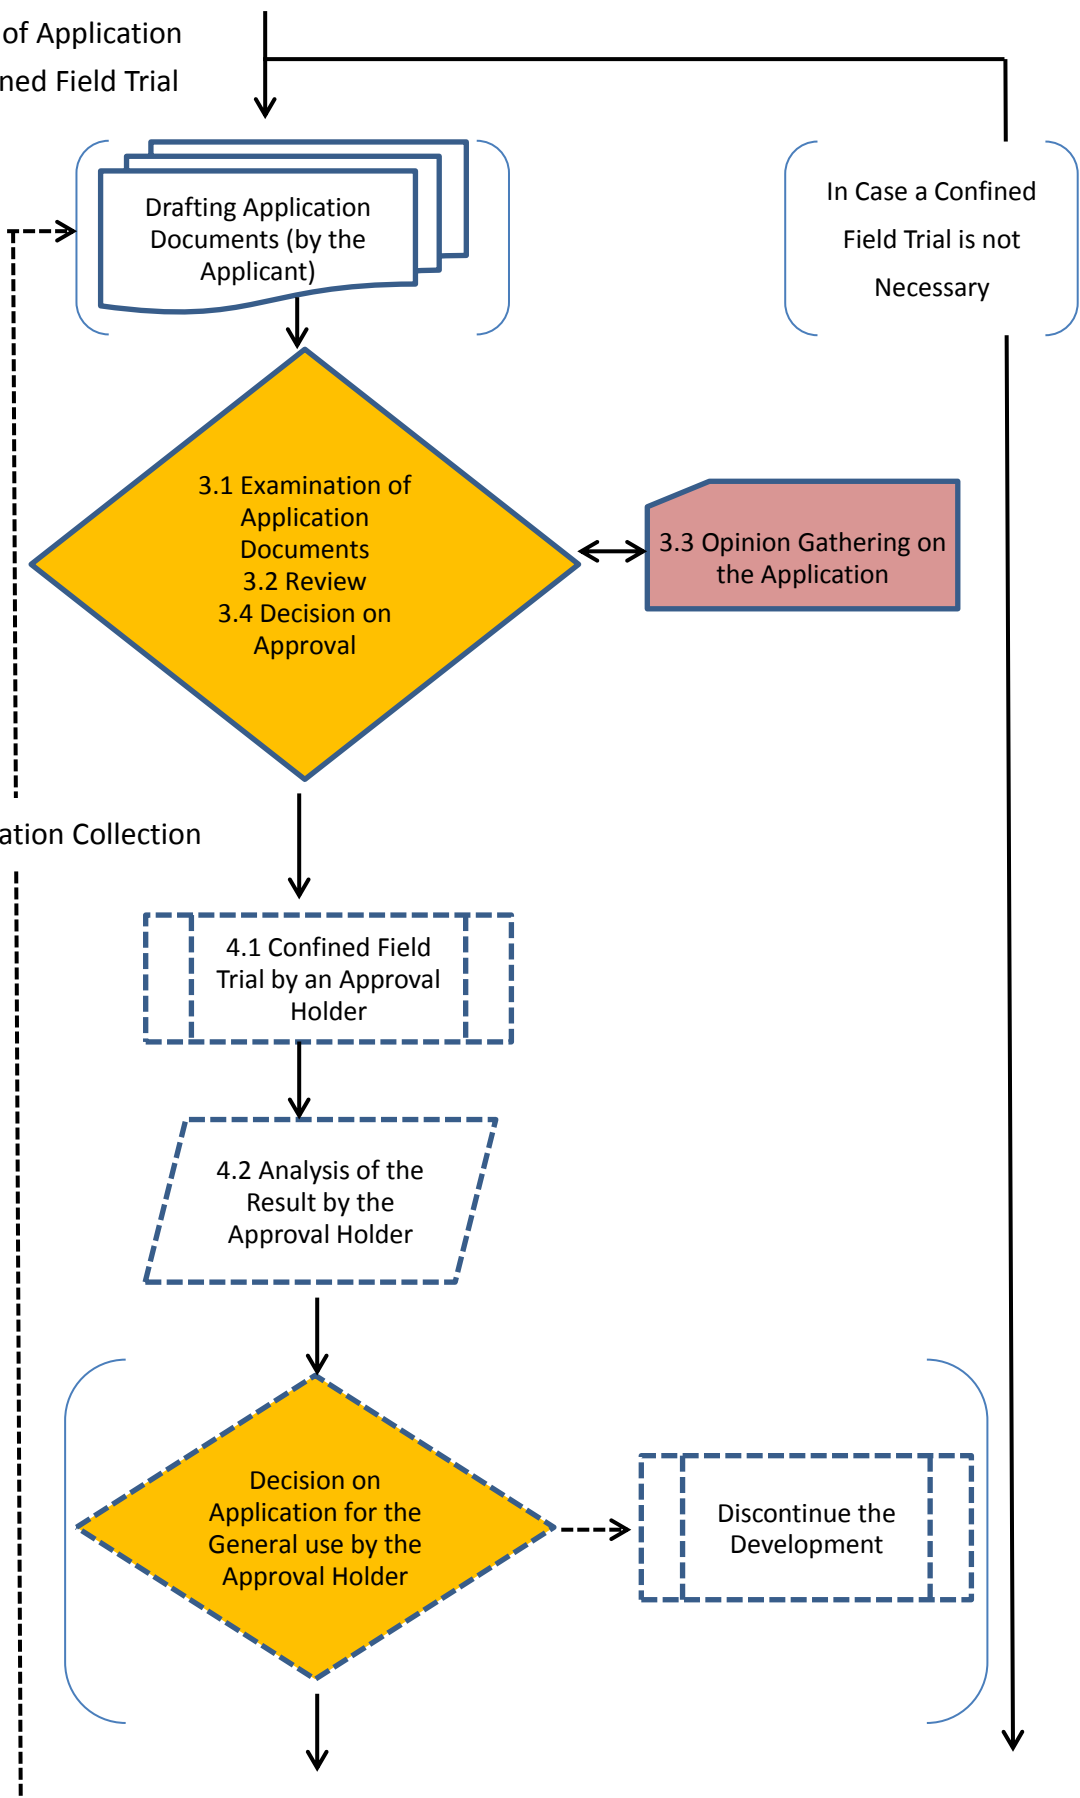 of Application
ned Field Trial
Drafting Application
Documents (by the
Applicant)
In Case a Confined
Field Trial is not
Necessary
3.1 Examination of
Application
Documents
3.2 Review
3.4 Decision on
Approval
3.3 Opinion Gathering on
the Application
ation Collection
4.1 Confined Field
Trial by an Approval
Holder
4.2 Analysis of the
Result by the
Approval Holder
Decision on
Application for the
General use by the
Approval Holder
Discontinue the
Development